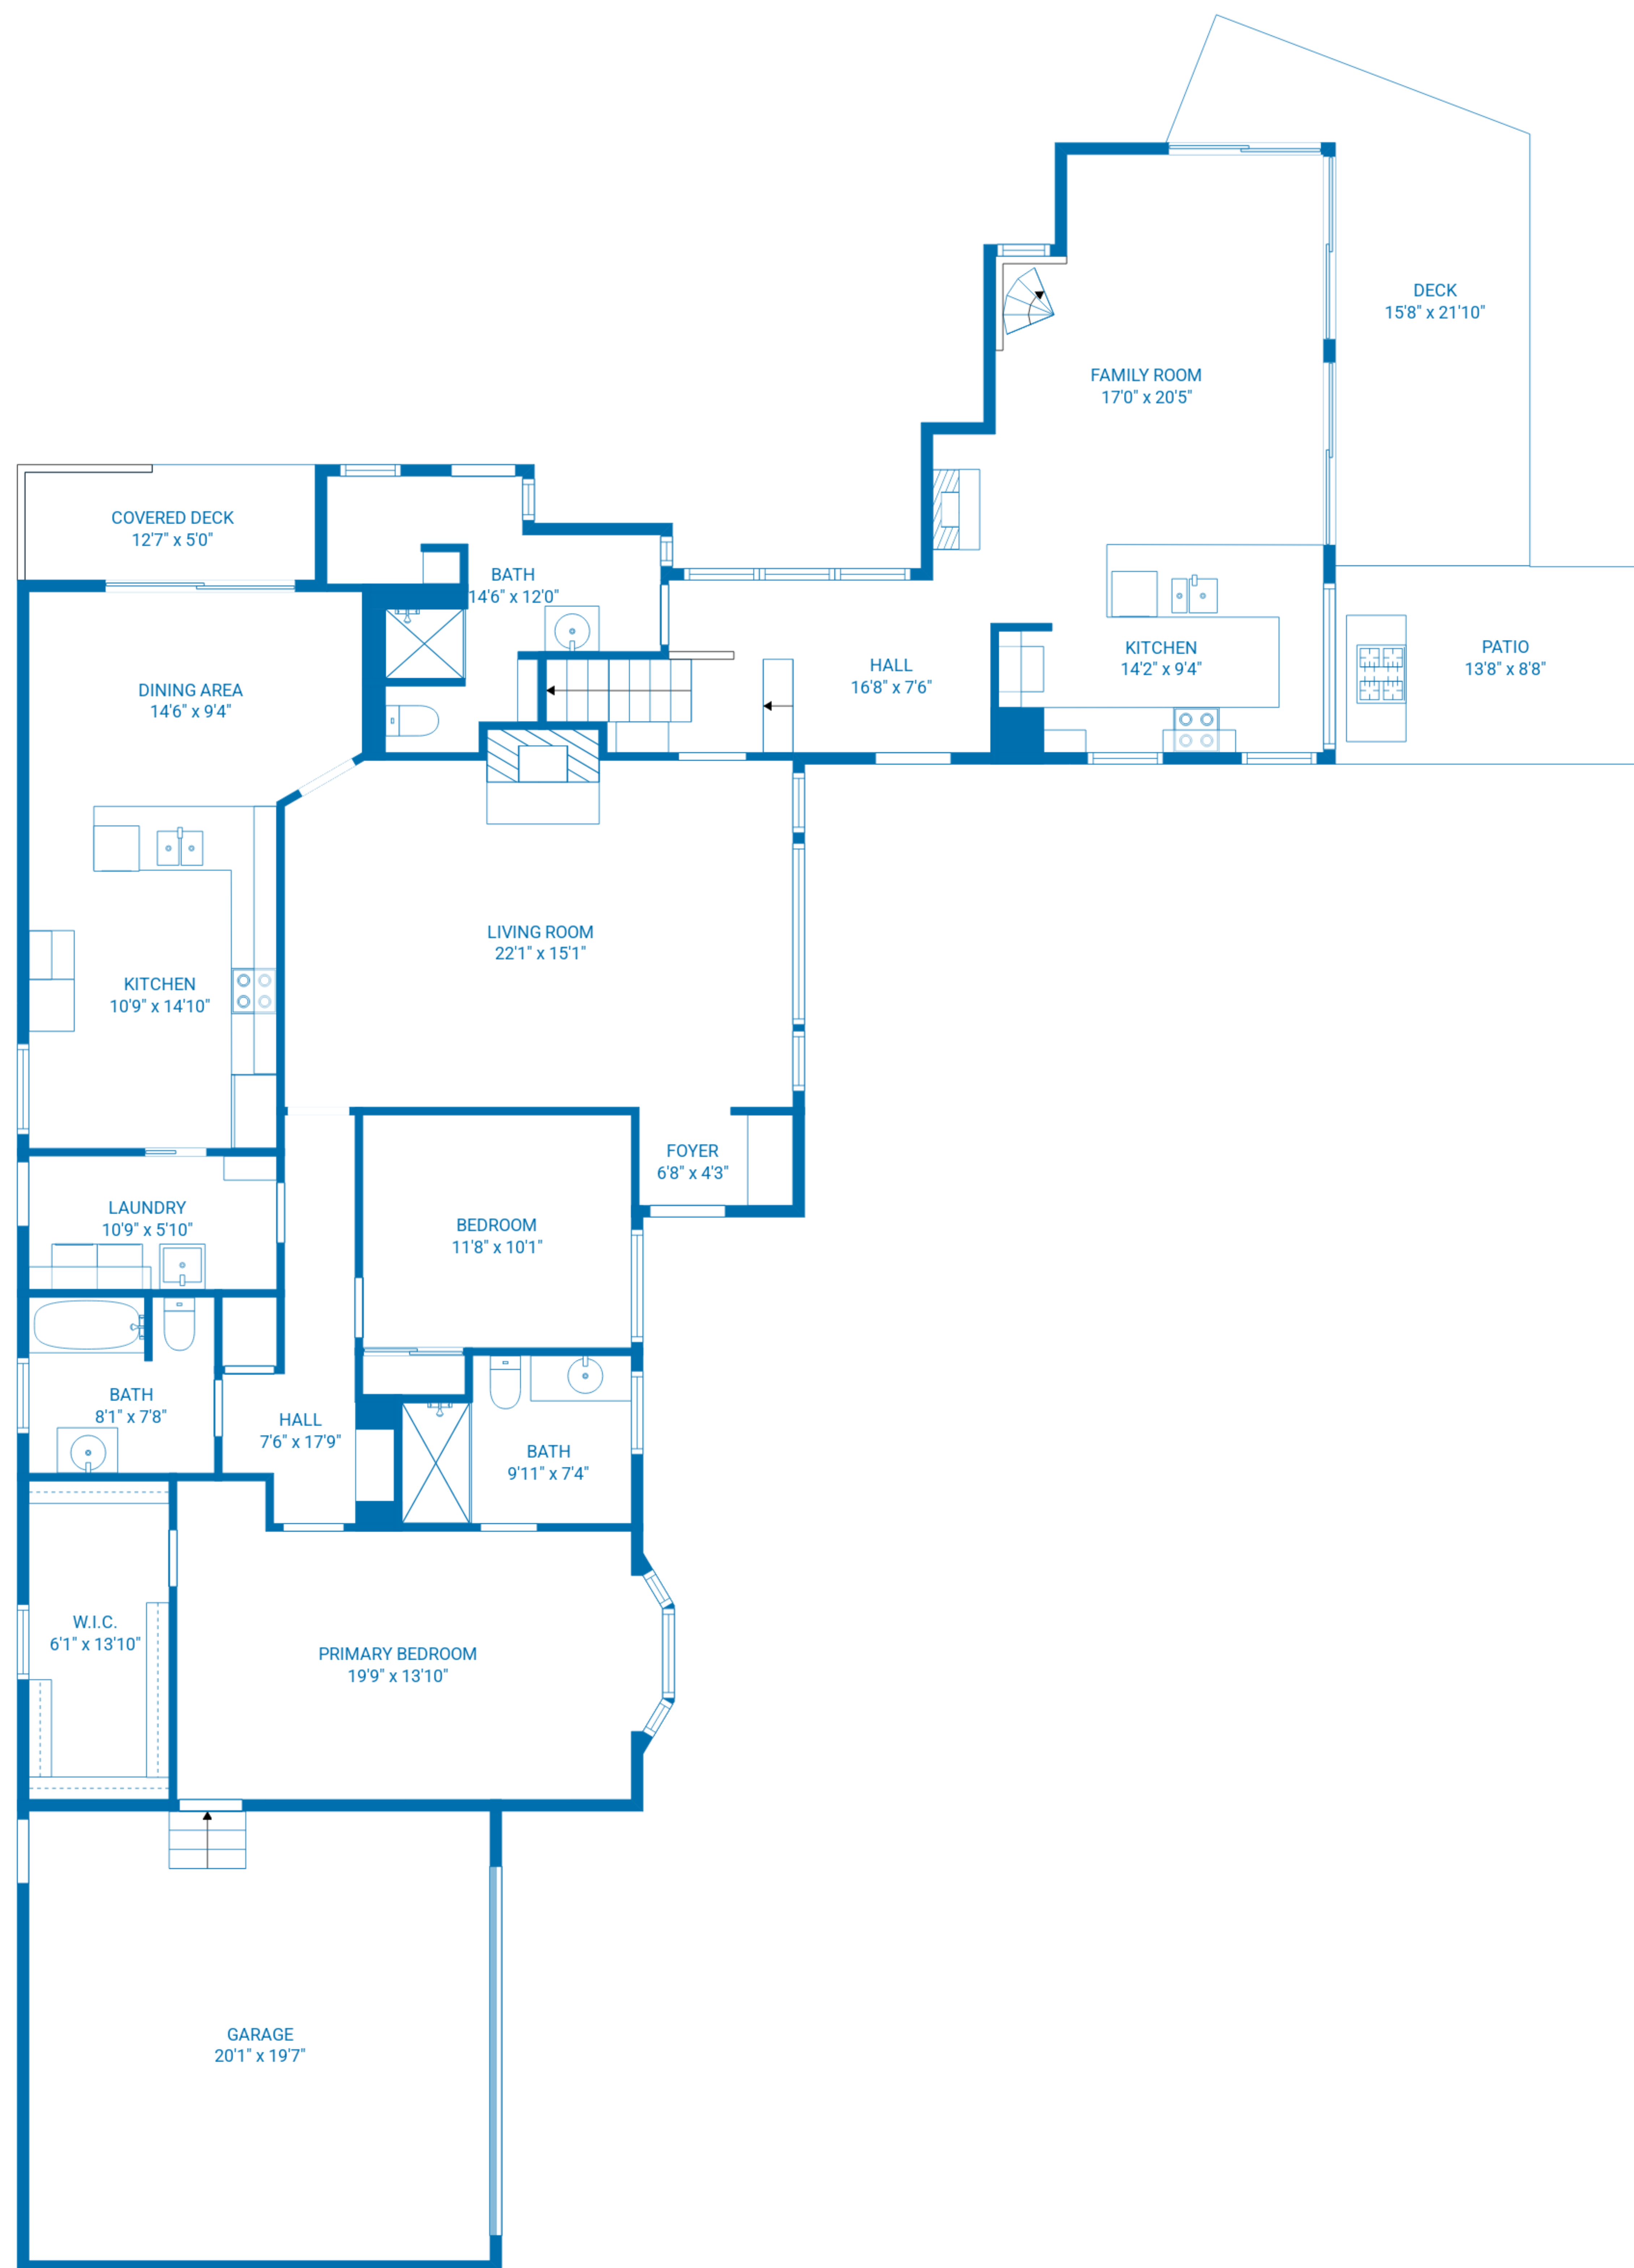 DECK
15'8" x 21'10"
FAMILY ROOM
17'0" x 20'5"
COVERED DECK
12'7" x 5'0"
BATH
14'6" x 12'0"
KITCHEN
14'2" x 9'4"
PATIO
13'8" x 8'8"
HALL
16'8" x 7'6"
DINING AREA
14'6" x 9'4"
LIVING ROOM
22'1" x 15'1"
KITCHEN
10'9" x 14'10"
FOYER
6'8" x 4'3"
LAUNDRY
10'9" x 5'10"
BEDROOM
11'8" x 10'1"
BATH
8'1" x 7'8"
HALL
7'6" x 17'9"
BATH
9'11" x 7'4"
W.I.C.
6'1" x 13'10"
PRIMARY BEDROOM
19'9" x 13'10"
GARAGE
20'1" x 19'7"